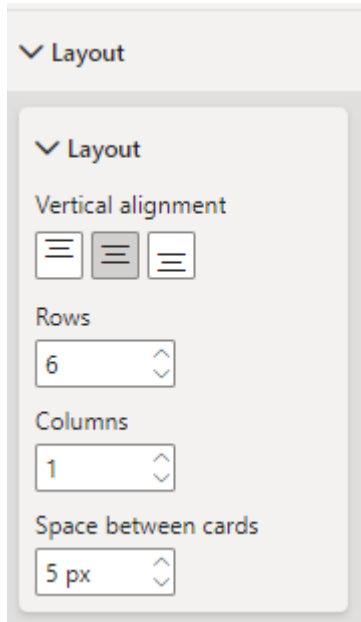 Layout
Layout
Vertical alignment
Rows
6
Columns
1
Space between cards
5 px